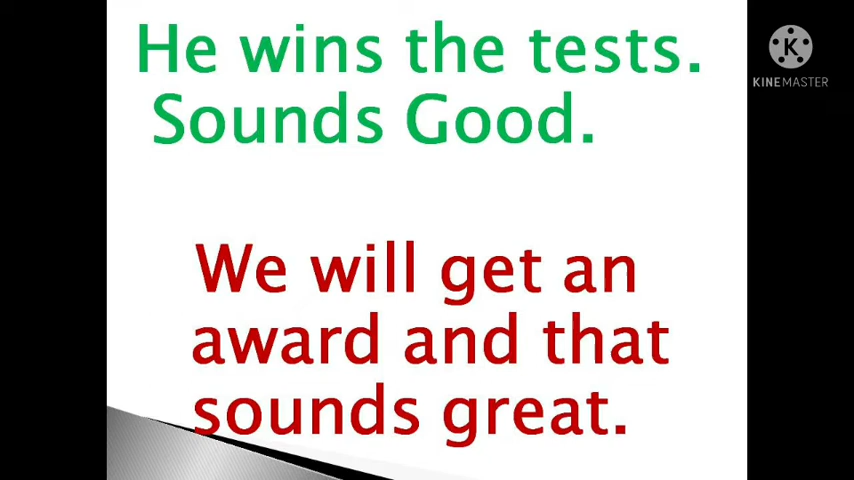 He wins the tests.
Sounds Good.
We will get an
award and that
sounds great.
K
KINEMASTER